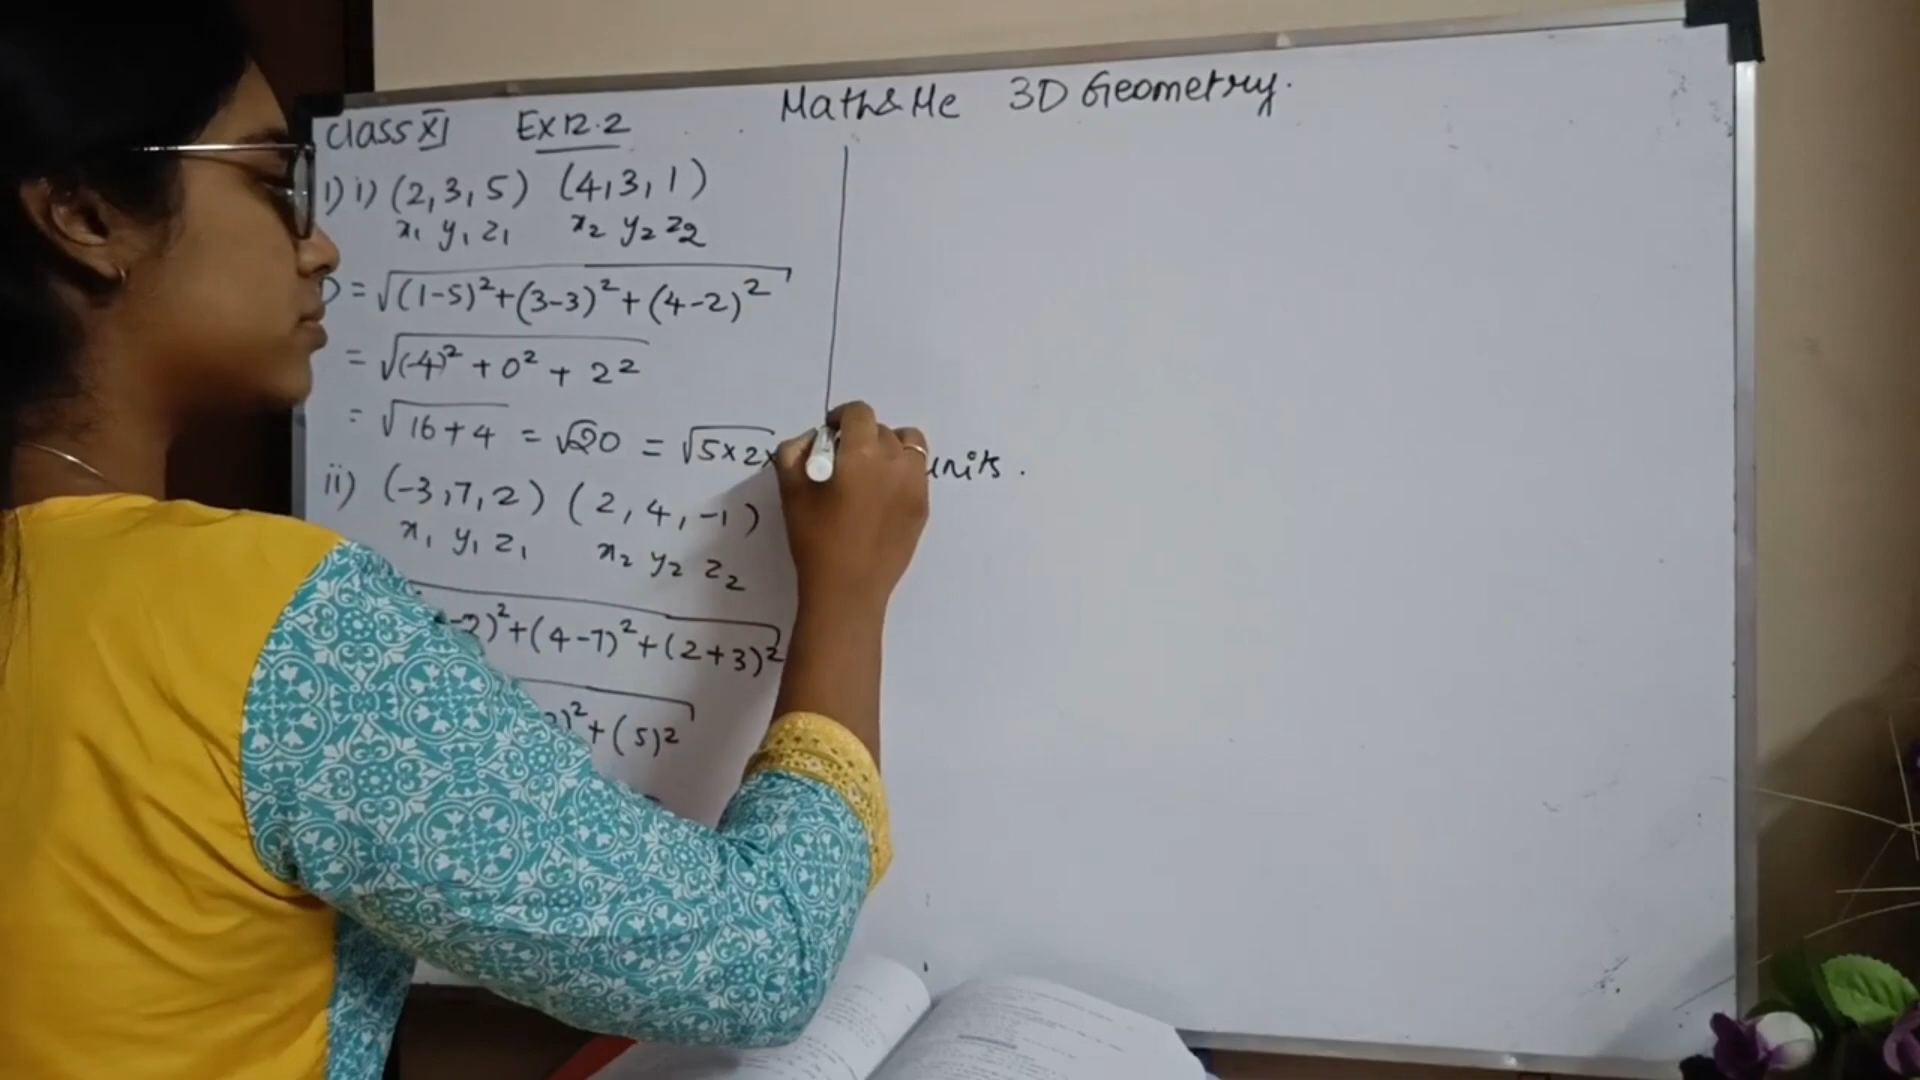 Math&Me 3D Geometry.
Class XI Ex 12.2
1) i) (2, 3, 5) (4, 3, 1)
x₁ y₁ z₁ x₂ y₂ z₂
D = √(1-5)²+(3-3)²+(4-2)²
= √(-4)² + 0² + 2²
= √16+4 = √20 = √5×2× units.
ii) (-3, 7, 2) (2, 4, -1)
x₁ y₁ z₁ x₂ y₂ z₂
-2)²+(4-7)²+(2+3)²
)²+(5)²